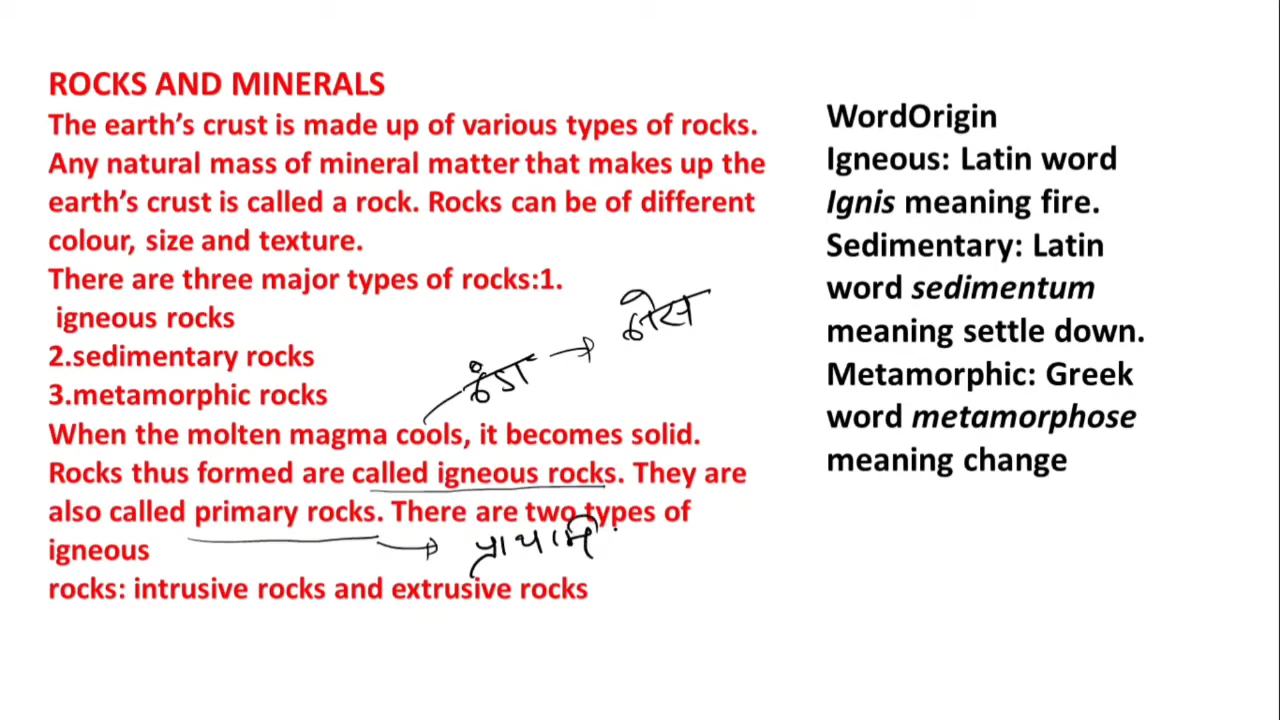 ROCKS AND MINERALS
The earth’s crust is made up of various types of rocks.
Any natural mass of mineral matter that makes up the
earth’s crust is called a rock. Rocks can be of different
colour, size and texture.
There are three major types of rocks:1.
igneous rocks
2.sedimentary rocks
3.metamorphic rocks
ठंडा → ठोस
When the molten magma cools, it becomes solid.
Rocks thus formed are called igneous rocks. They are
also called primary rocks. There are two types of
igneous
rocks: intrusive rocks and extrusive rocks
WordOrigin
Igneous: Latin word
Ignis meaning fire.
Sedimentary: Latin
word sedimentum
meaning settle down.
Metamorphic: Greek
word metamorphose
meaning change